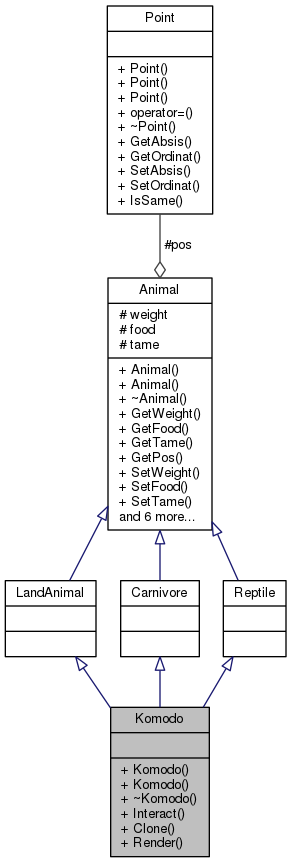 Point
+ Point()
+ Point()
+ Point()
+ operator=()
+ ~Point()
+ GetAbsis()
+ GetOrdinat()
+ SetAbsis()
+ SetOrdinat()
+ IsSame()
#pos
Animal
# weight
# food
# tame
+ Animal()
+ Animal()
+ ~Animal()
+ GetWeight()
+ GetFood()
+ GetTame()
+ GetPos()
+ SetWeight()
+ SetFood()
+ SetTame()
and 6 more...
LandAnimal
Carnivore
Reptile
Komodo
+ Komodo()
+ Komodo()
+ ~Komodo()
+ Interact()
+ Clone()
+ Render()